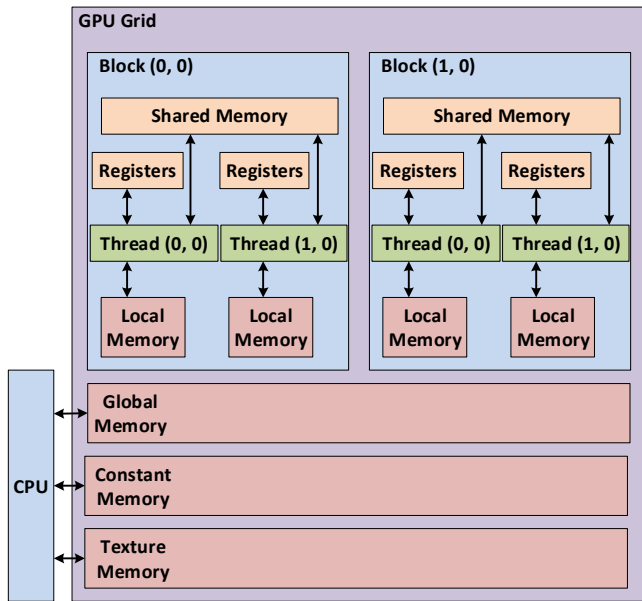 GPU Grid
Block (0, 0)
Shared Memory
Registers
Registers
Thread (0, 0)
Thread (1, 0)
Local
Memory
Local
Memory
Block (1, 0)
Shared Memory
Registers
Registers
Thread (0, 0)
Thread (1, 0)
Local
Memory
Local
Memory
CPU
Global
Memory
Constant
Memory
Texture
Memory